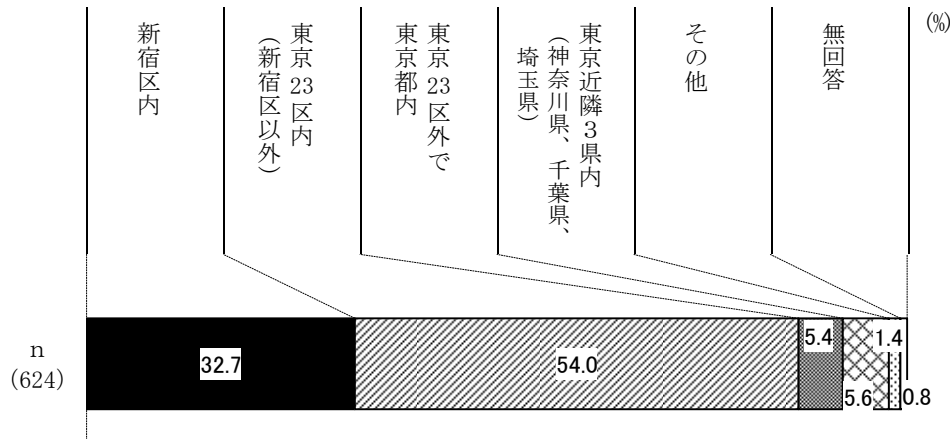 (%)
新宿区内
東京23区内
(新宿区以外)
東京23区外で
東京都内
東京近隣3県内
(神奈川県、千葉県、
埼玉県)
その他
無回答
n
(624)
32.7
54.0
5.4
5.6
1.4
0.8